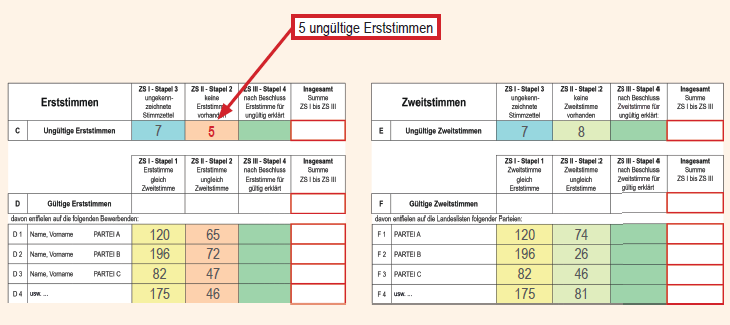 5 ungültige Erststimmen
Erststimmen
ZS I - Stapel 3
ungekenn-
zeichnete
Stimmzettel
ZS II - Stapel 2
keine
Erststimme
vorhanden
ZS III - Stapel 4
nach Beschluss
Erststimme für
ungültig erklärt
Insgesamt
Summe
ZS I bis ZS III
C Ungültige Erststimmen 7 5
ZS I - Stapel 1
Erststimme
gleich
Zweitstimme
ZS II - Stapel 2
Erststimme
ungleich
Zweitstimme
ZS III - Stapel 4
nach Beschluss
Erststimme für
gültig erklärt
Insgesamt
Summe
ZS I bis ZS III
D Gültige Erststimmen
davon entfielen auf die folgenden Bewerbenden:
D 1 Name, Vorname PARTEI A 120 65
D 2 Name, Vorname PARTEI B 196 72
D 3 Name, Vorname PARTEI C 82 47
D 4 usw. ... 175 46
Zweitstimmen
ZS I - Stapel 3
ungekenn-
zeichnete
Stimmzettel
ZS II - Stapel .2
keine
Zweitstimme
vorhanden
ZS III - Stapel 4
nach Beschluss
Zweitstimme für
ungültig erklärt
Insgesamt
Summe
ZS I bis ZS III
E Ungültige Zweitstimmen 7 8
ZS I - Stapel 1
Zweitstimme
gleich
Erststimme
ZS II - Stapel .2
Zweitstimme
ungleich
Erststimme
ZS III - Stapel 4
nach Beschluss
Zweitstimme für
gültig erklärt
Insgesamt
Summe
ZS I bis ZS III
F Gültige Zweitstimmen
davon entfielen auf die Landeslisten folgender Parteien:
F 1 PARTEI A 120 74
F 2 PARTEI B 196 26
F 3 PARTEI C 82 46
F 4 usw. ... 175 81